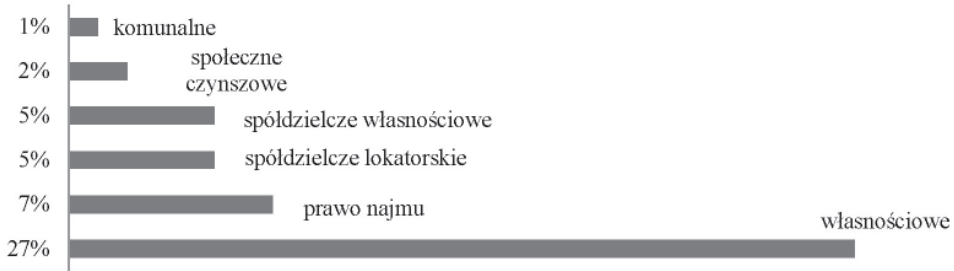 1% komunalne
2% społeczne
czynszowe
5% spółdzielcze własnościowe
5% spółdzielcze lokatorskie
7% prawo najmu
własnościowe
27%